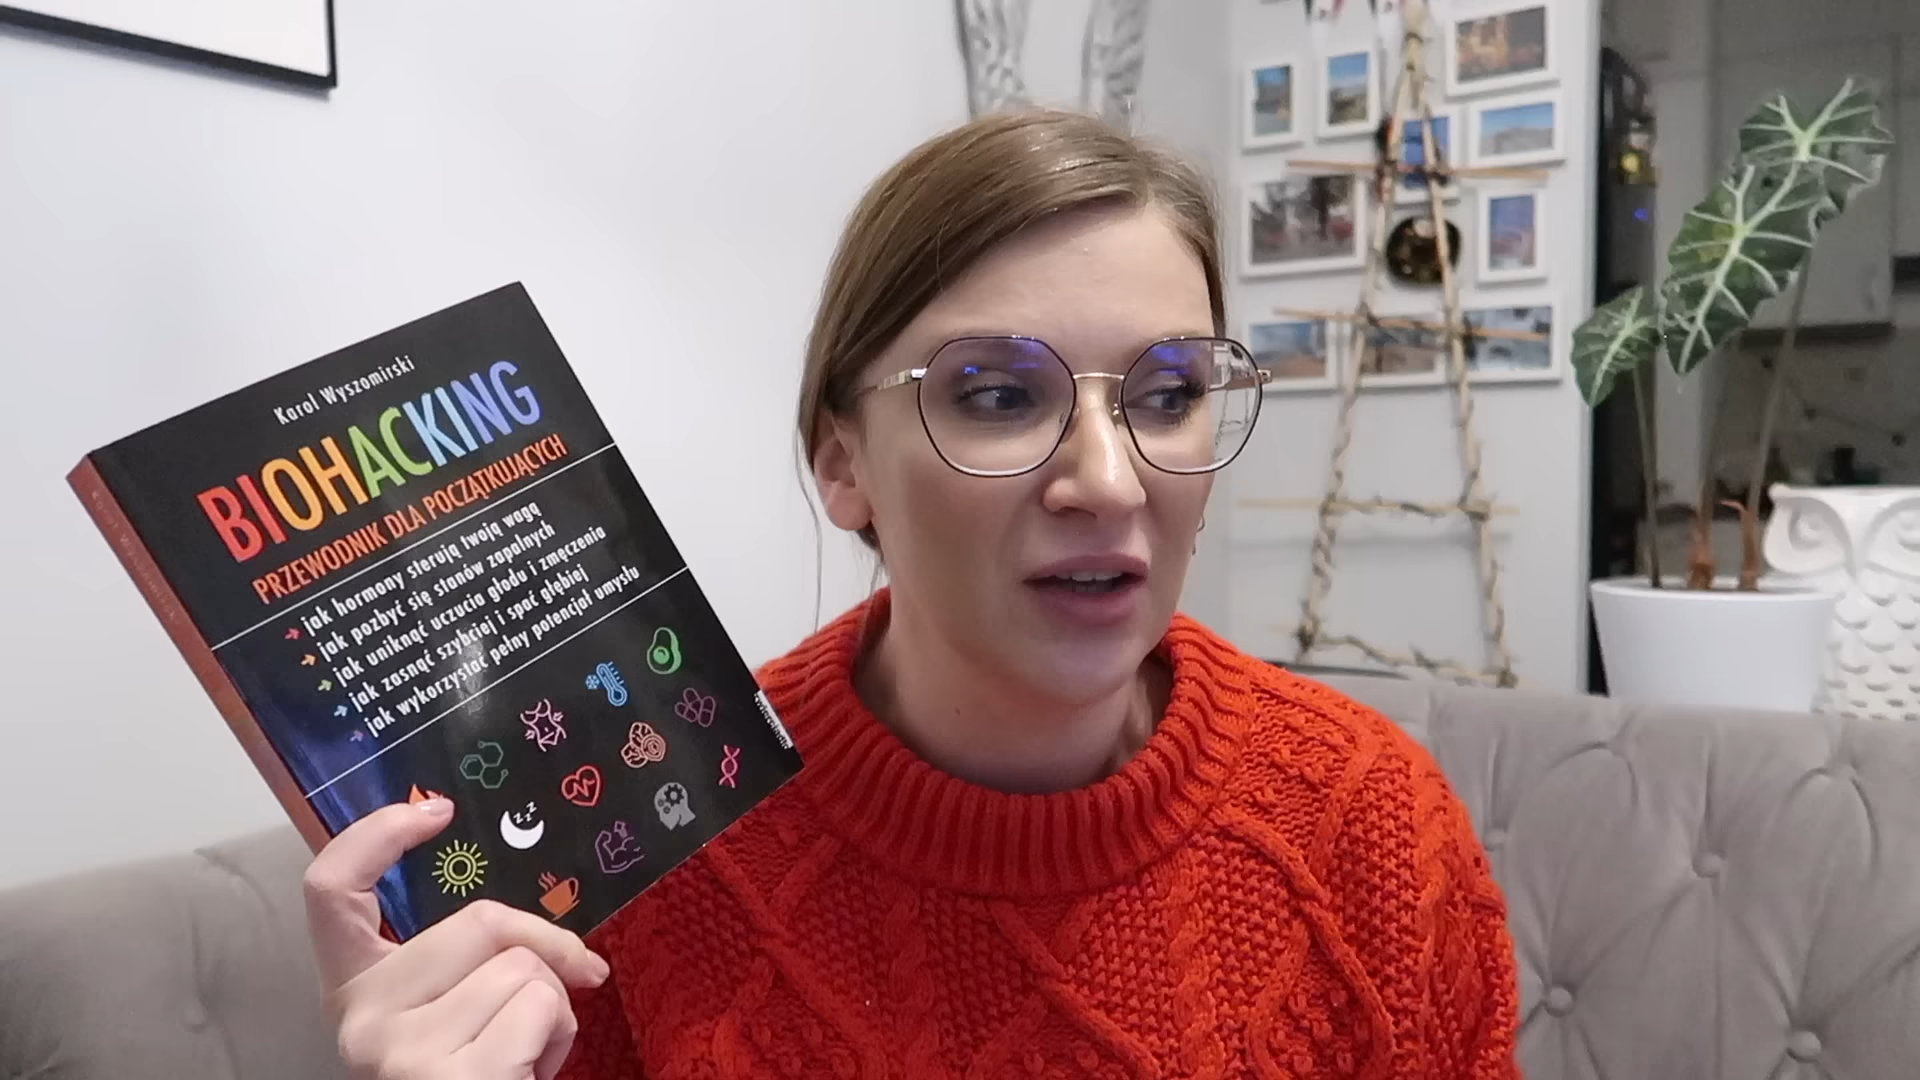 Karol Wyszomirski
BIOHACKING
PRZEWODNIK DLA POCZĄTKUJĄCYCH
jak hormony sterują twoją wagą
jak pozbyć się stanów zapalnych
jak uniknąć uczucia głodu i zmęczenia
jak zasnąć szybciej i spać głębiej
jak wykorzystać pełny potencjał umysłu
z z z